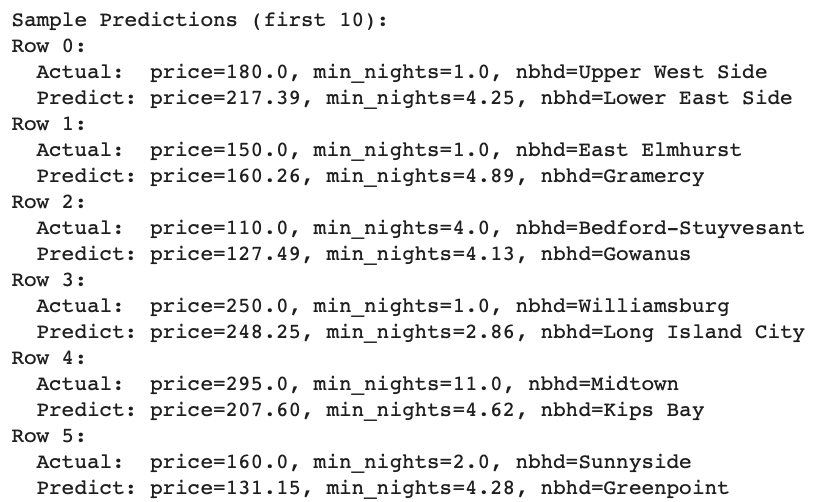 Sample Predictions (first 10):
Row 0:
  Actual:  price=180.0, min_nights=1.0, nbhd=Upper West Side
  Predict: price=217.39, min_nights=4.25, nbhd=Lower East Side
Row 1:
  Actual:  price=150.0, min_nights=1.0, nbhd=East Elmhurst
  Predict: price=160.26, min_nights=4.89, nbhd=Gramercy
Row 2:
  Actual:  price=110.0, min_nights=4.0, nbhd=Bedford-Stuyvesant
  Predict: price=127.49, min_nights=4.13, nbhd=Gowanus
Row 3:
  Actual:  price=250.0, min_nights=1.0, nbhd=Williamsburg
  Predict: price=248.25, min_nights=2.86, nbhd=Long Island City
Row 4:
  Actual:  price=295.0, min_nights=11.0, nbhd=Midtown
  Predict: price=207.60, min_nights=4.62, nbhd=Kips Bay
Row 5:
  Actual:  price=160.0, min_nights=2.0, nbhd=Sunnyside
  Predict: price=131.15, min_nights=4.28, nbhd=Greenpoint